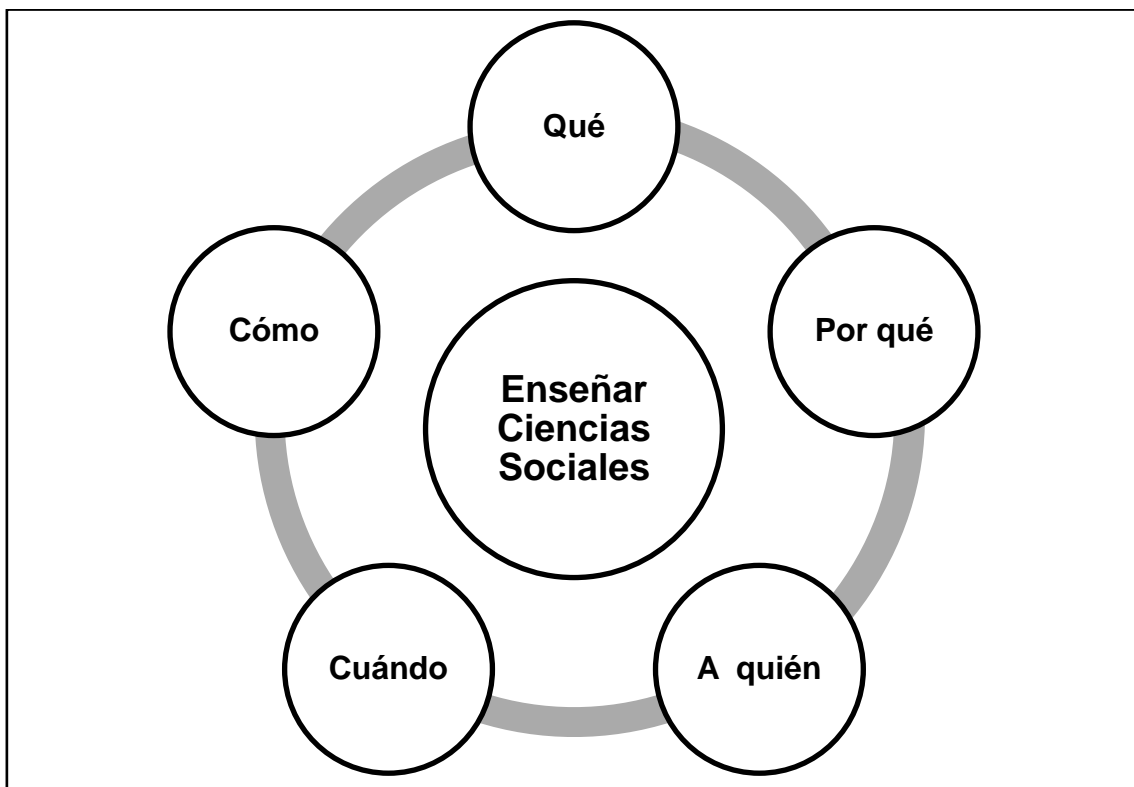 Qué
Por qué
A quién
Cuándo
Cómo
Enseñar
Ciencias
Sociales